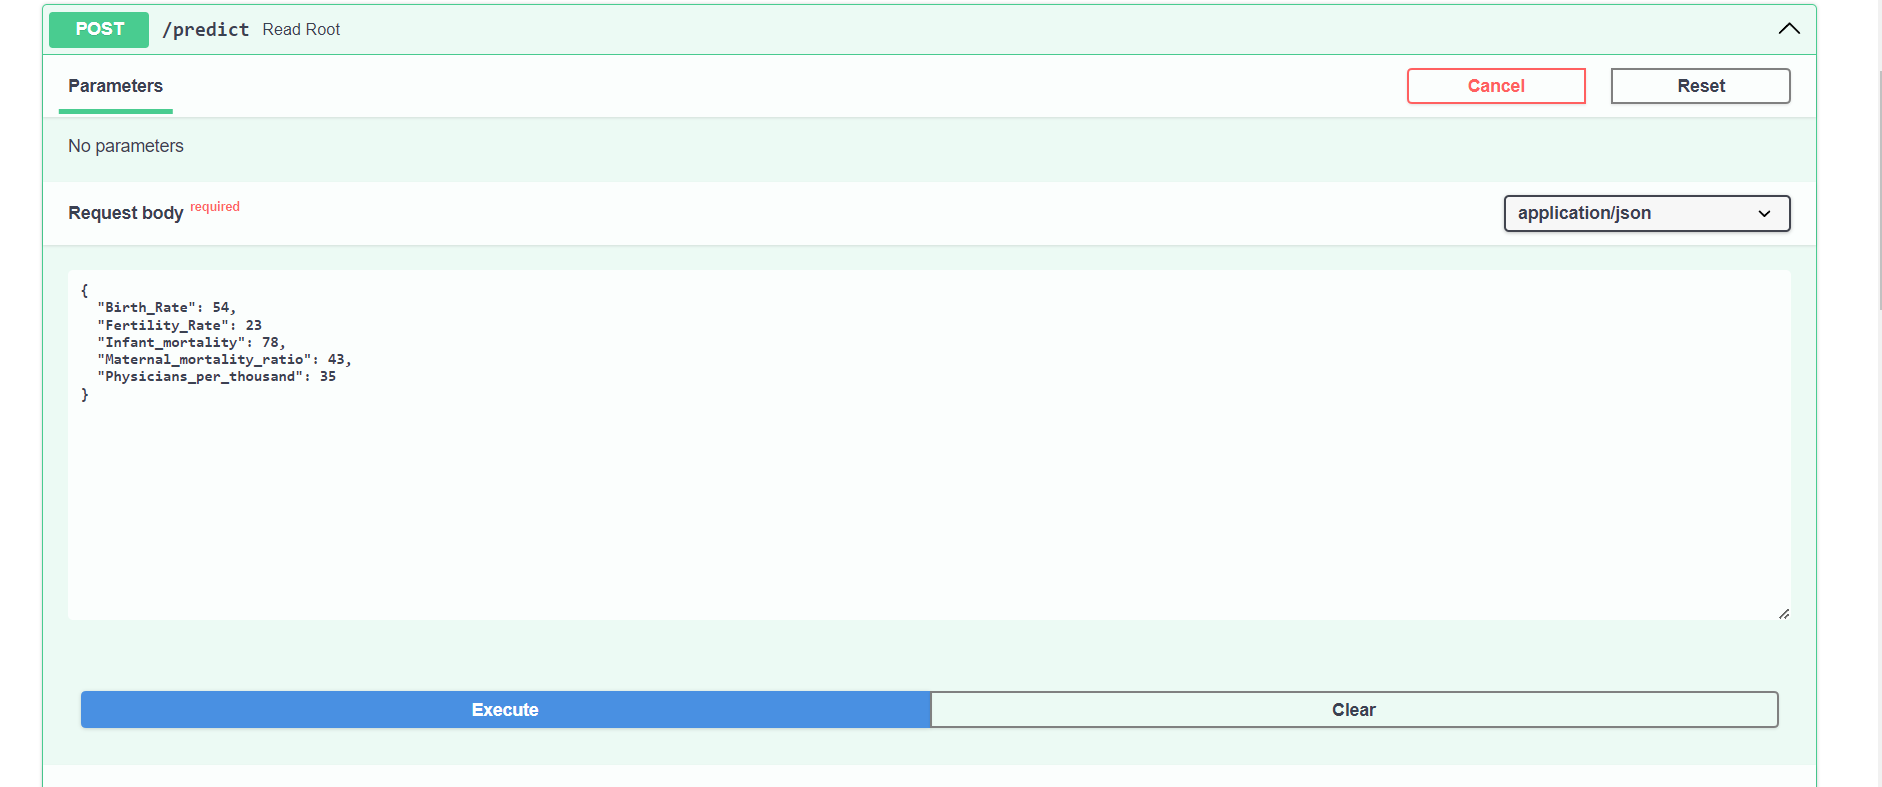 POST /predict Read Root
Parameters
Cancel Reset
No parameters
Request body required
application/json
{
"Birth_Rate": 54,
"Fertility_Rate": 23
"Infant_mortality": 78,
"Maternal_mortality_ratio": 43,
"Physicians_per_thousand": 35
}
Execute Clear